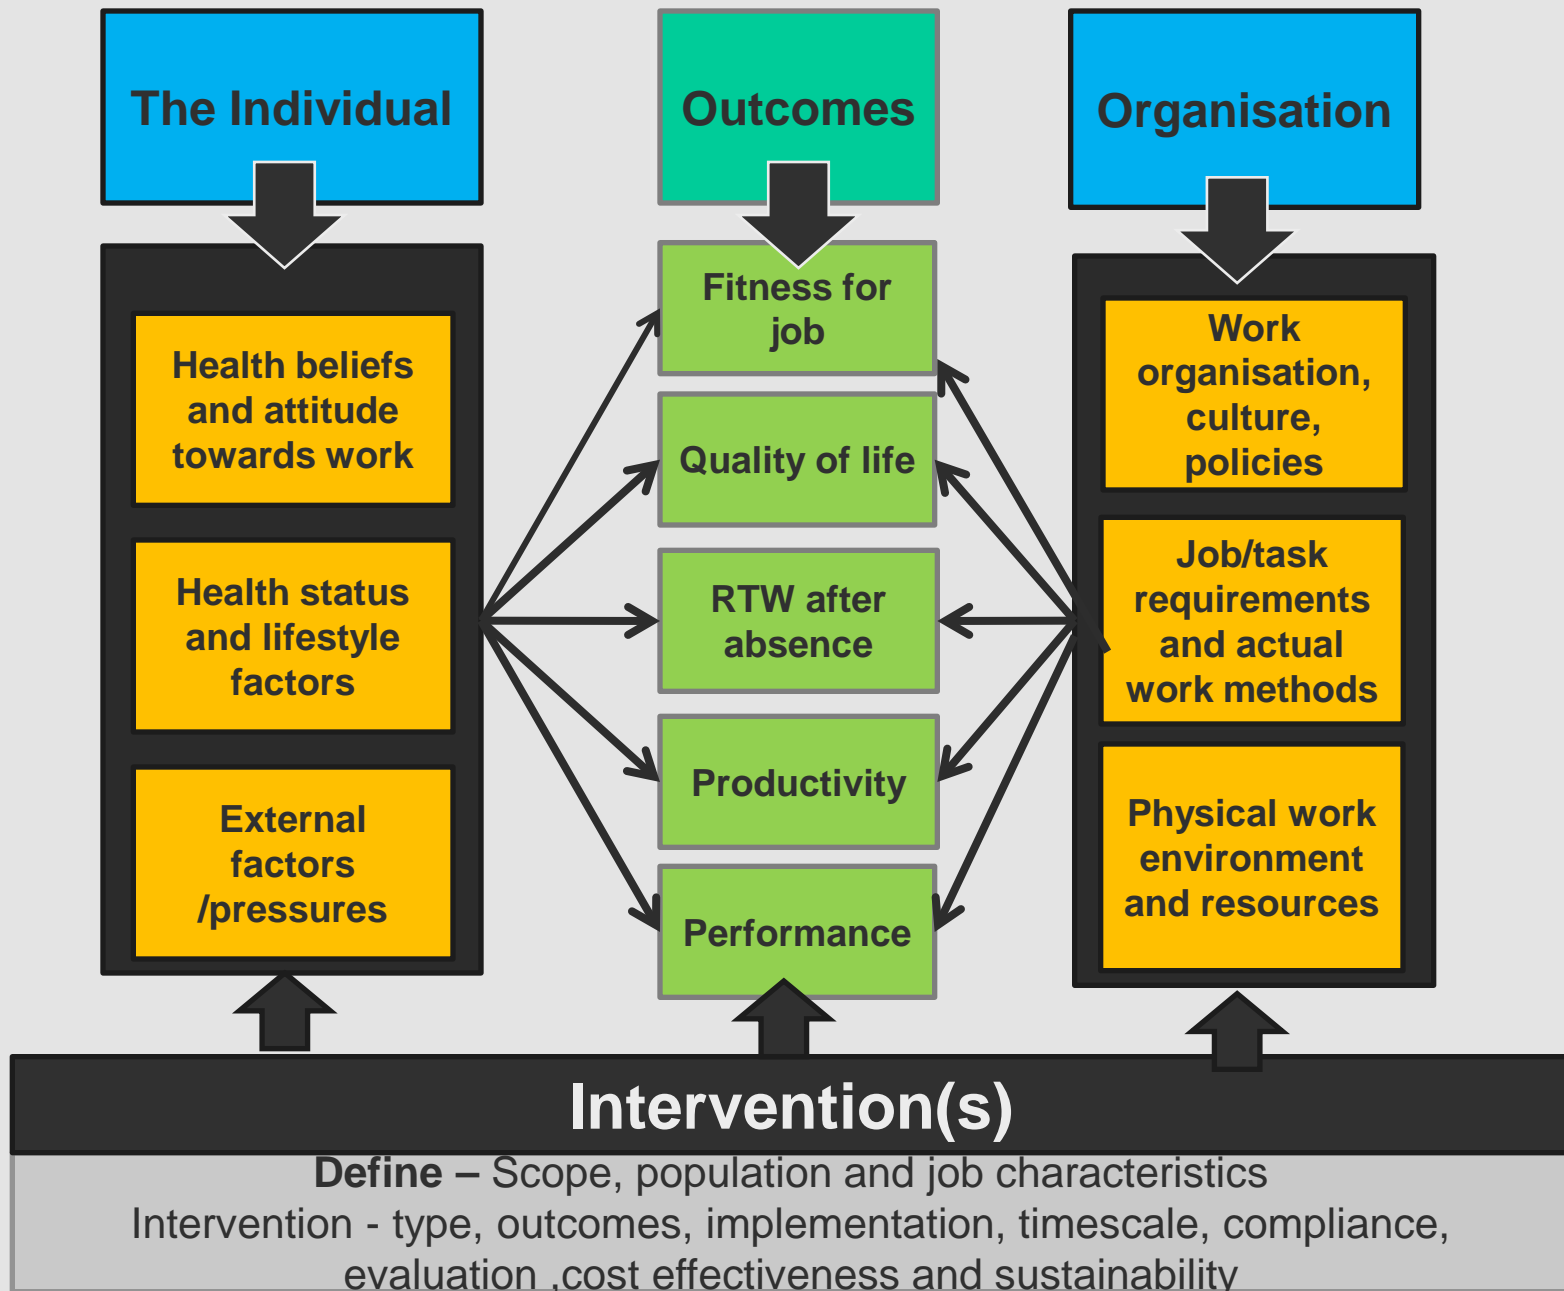 The Individual
Outcomes
Organisation
Health beliefs
and attitude
towards work
Health status
and lifestyle
factors
External
factors
/pressures
Fitness for
job
Quality of life
RTW after
absence
Productivity
Performance
Work
organisation,
culture,
policies
Job/task
requirements
and actual
work methods
Physical work
environment
and resources
Intervention(s)
Define – Scope, population and job characteristics
Intervention - type, outcomes, implementation, timescale, compliance,
evaluation ,cost effectiveness and sustainability